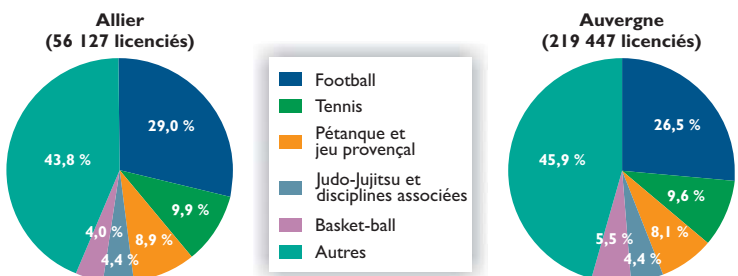 Allier
(56 127 licenciés)
29,0 %
9,9 %
8,9 %
4,4 %
4,0 %
43,8 %
Football
Tennis
Pétanque et
jeu provençal
Judo-Jujitsu et
disciplines associées
Basket-ball
Autres
Auvergne
(219 447 licenciés)
26,5 %
9,6 %
8,1 %
4,4 %
5,5 %
45,9 %